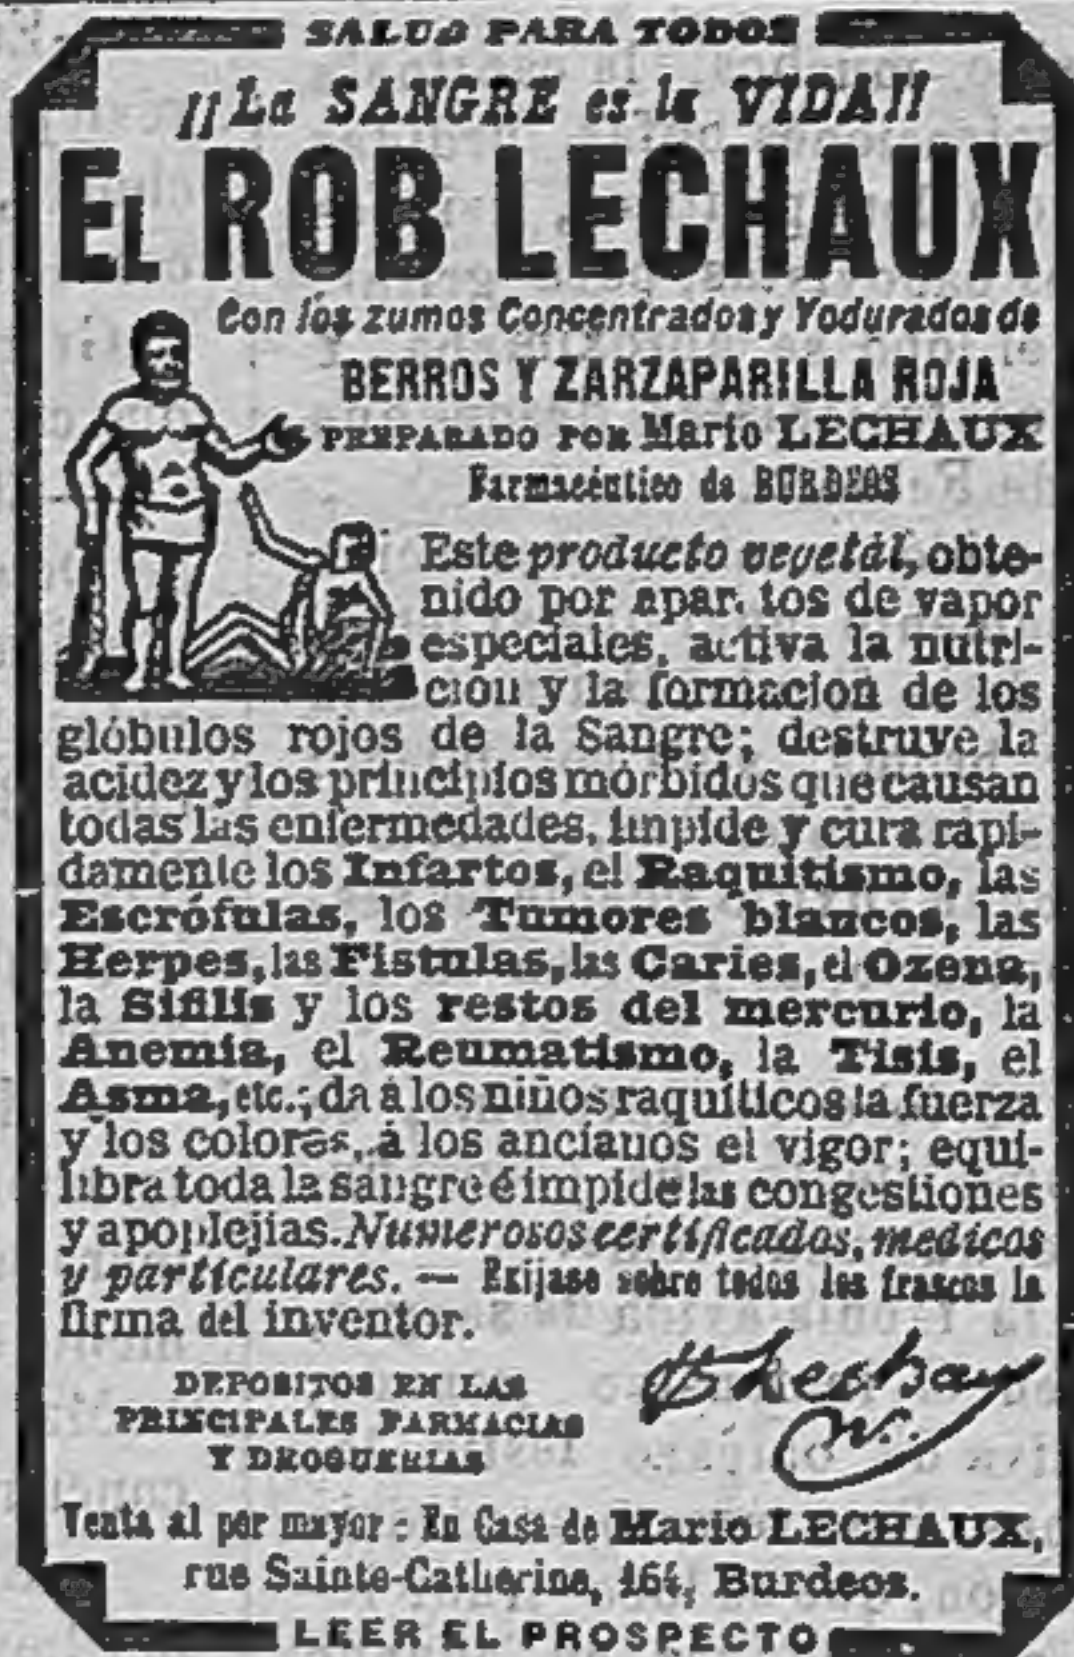 SALUD PARA TODOS
¡¡La SANGRE es la VIDA!!
EL ROB LECHAUX
Con los zumos Concentrados y Yodurados de
BERROS Y ZARZAPARILLA ROJA
PREPARADO POR Mario LECHAUX
Farmacéutico de BURDEOS
Este producto vegetál, obte-
nido por apar tos de vapor
especiales, activa la nutri-
cion y la formacion de los
glóbulos rojos de la Sangre; destruye la
acidez y los principios mórbidos que causan
todas las enfermedades, impide y cura rapi-
damente los Infartos, el Raquitismo, las
Escrófulas, los Tumores blancos, las
Herpes, las Fistulas, las Caries, el Ozena,
la Sifilis y los restos del mercurio, la
Anemia, el Reumatismo, la Tisis, el
Asma, etc.; da á los niños raquíticos la fuerza
y los colores, á los ancianos el vigor; equi-
libra toda la sangre é impide las congestiones
y apoplejias. Numerosos certificados, medicos
y particulares. — Exijase sobre todos los frascos la
firma del inventor.
DEPOSITOS EN LAS
PRINCIPALES FARMACIAS
Y DROGUERIAS
Lechaux
Venta al por mayor : En Casa de Mario LECHAUX,
rue Sainte-Catherine, 164, Burdeos.
LEER EL PROSPECTO